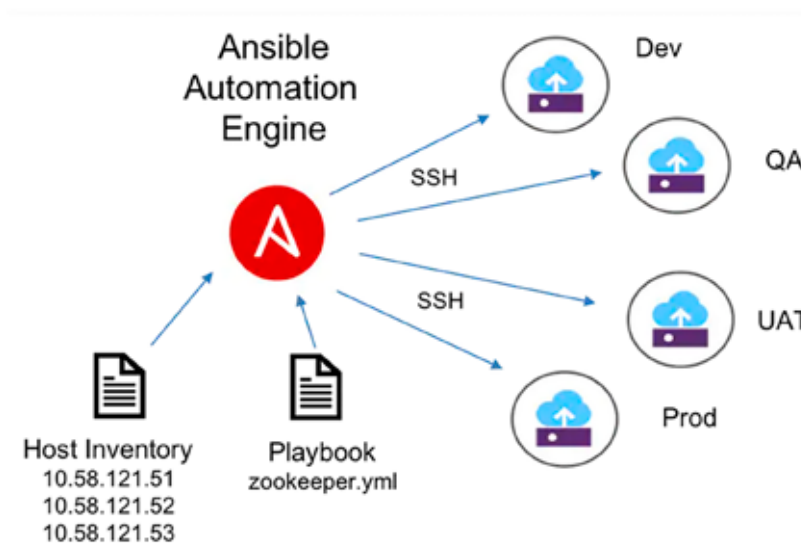 Ansible
Automation
Engine
Dev
SSH
QA
SSH
UAT
Prod
Host Inventory
10.58.121.51
10.58.121.52
10.58.121.53
Playbook
zookeeper.yml